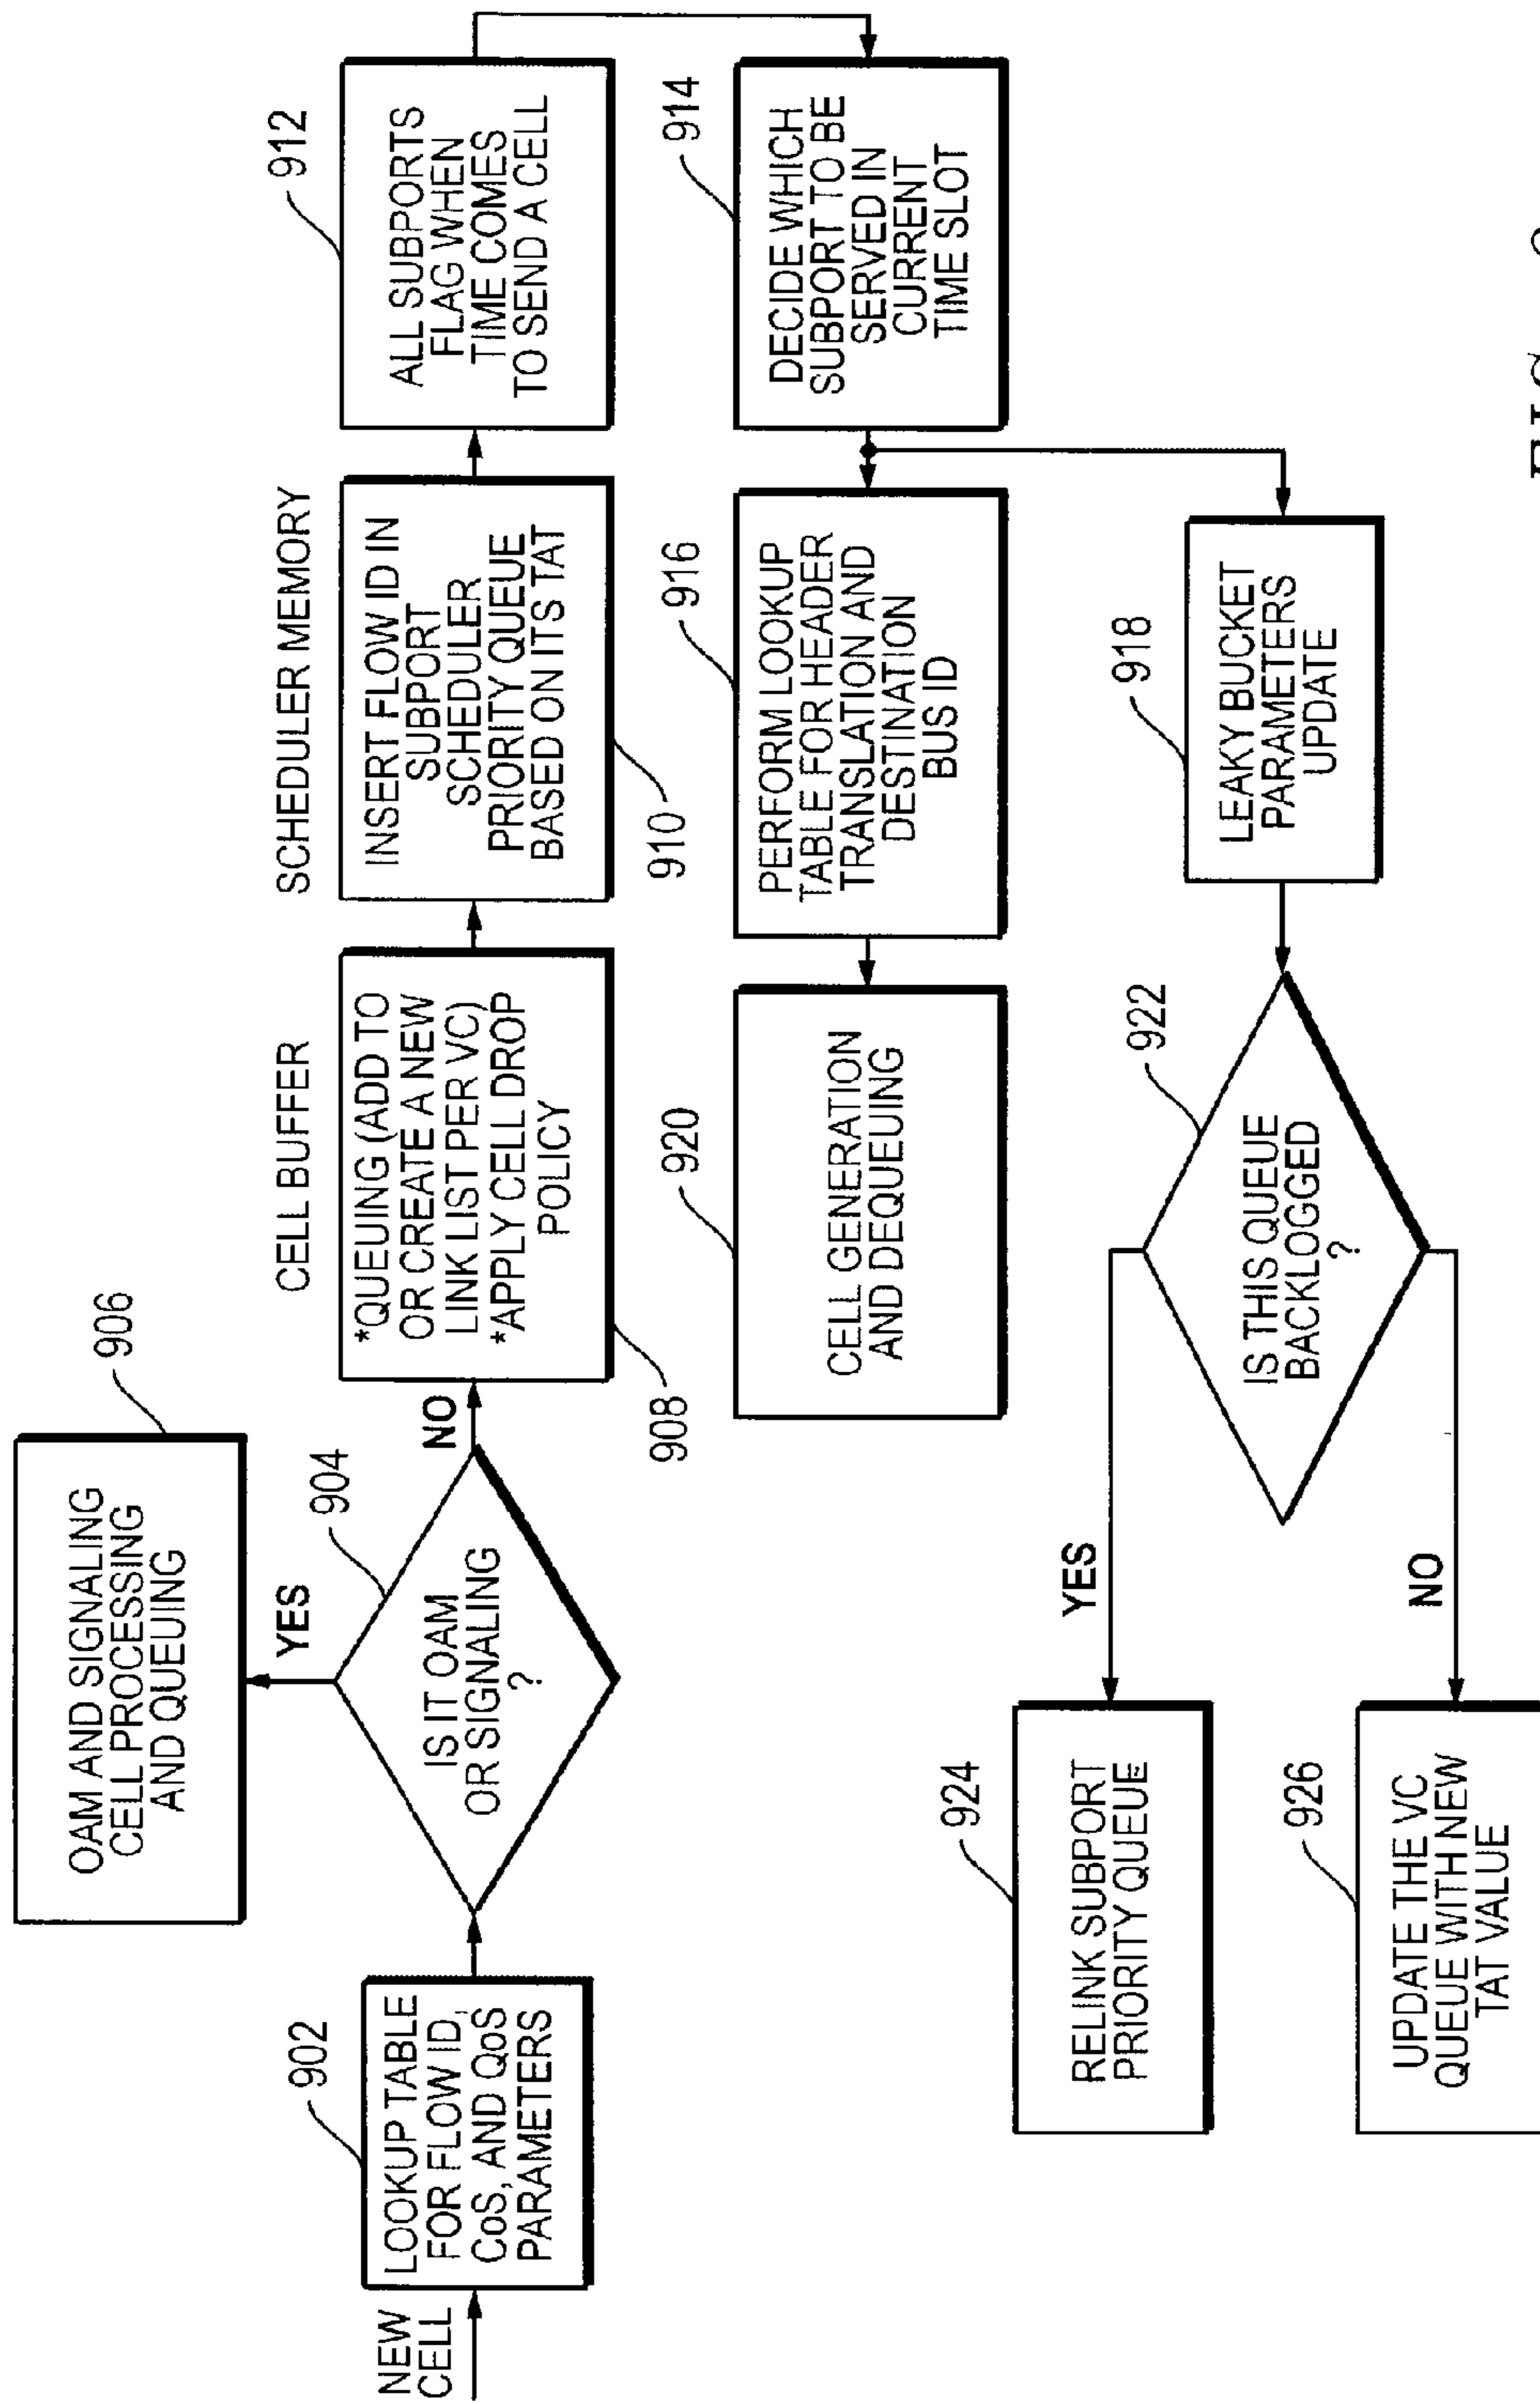 NEW
CELL
902
LOOKUP TABLE
FOR FLOW ID,
CoS, AND QoS
PARAMETERS
904
IS IT OAM
OR SIGNALING
?
YES
NO
906
OAM AND SIGNALING
CELL PROCESSING
AND QUEUING
CELL BUFFER
*QUEUING (ADD TO
OR CREATE A NEW
LINK LIST PER VC)
*APPLY CELL DROP
POLICY
908
SCHEDULER MEMORY
INSERT FLOW ID IN
SUBPORT
SCHEDULER
PRIORITY QUEUE
BASED ON ITS TAT
910
912
ALL SUBPORTS
FLAG WHEN
TIME COMES
TO SEND A CELL
914
DECIDE WHICH
SUBPORT TO BE
SERVED IN
CURRENT
TIME SLOT
916
PERFORM LOOKUP
TABLE FOR HEADER
TRANSLATION AND
DESTINATION
BUS ID
920
CELL GENERATION
AND DEQUEUING
918
LEAKY BUCKET
PARAMETERS
UPDATE
922
IS THIS QUEUE
BACKLOGGED
?
YES
NO
924
RELINK SUBPORT
PRIORITY QUEUE
926
UPDATE THE VC
QUEUE WITH NEW
TAT VALUE